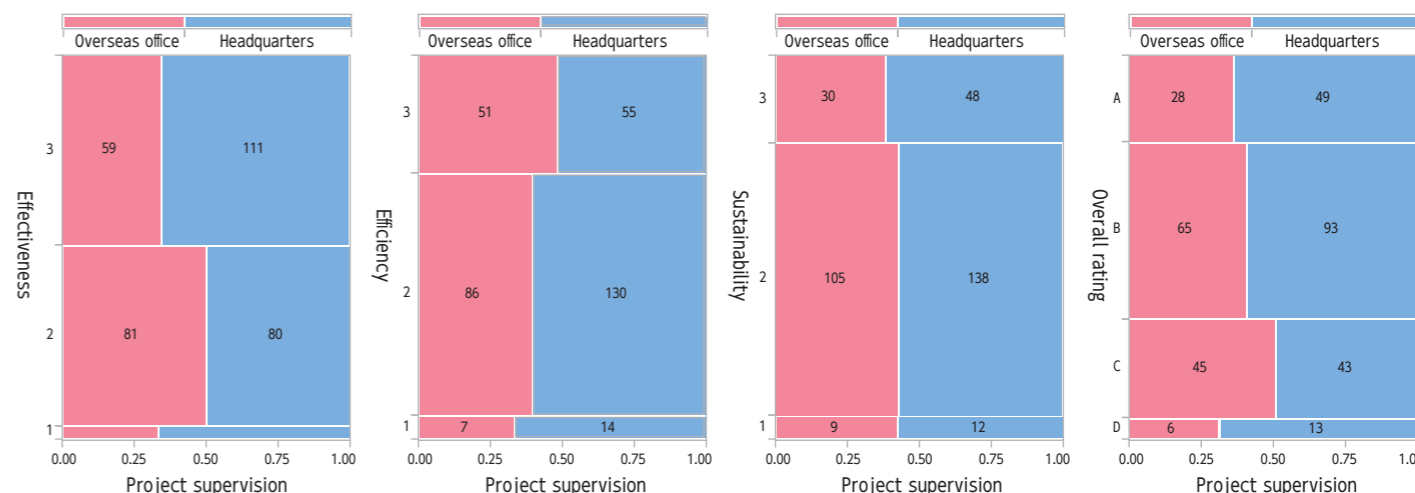 Overseas office Headquarters
Effectiveness
3
59 111
2
81 80
1
0.00 0.25 0.50 0.75 1.00
Project supervision
Overseas office Headquarters
Efficiency
3
51 55
2
86 130
1
7 14
0.00 0.25 0.50 0.75 1.00
Project supervision
Overseas office Headquarters
Sustainability
3
30 48
2
105 138
1
9 12
0.00 0.25 0.50 0.75 1.00
Project supervision
Overseas office Headquarters
Overall rating
A
28 49
B
65 93
C
45 43
D
6 13
0.00 0.25 0.50 0.75 1.0
Project supervision